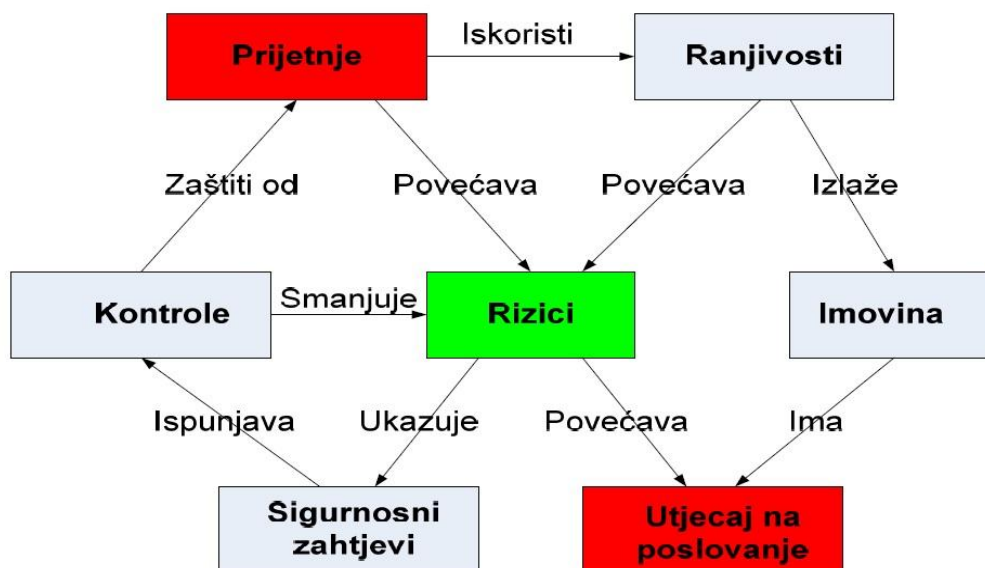 Iskoristi
Prijetnje
Ranjivosti
Zaštiti od
Povećava
Povećava
Izlaže
Kontrole
Smanjuje
Rizici
Imovina
Ispunjava
Ukazuje
Povećava
Ima
Sigurnosni
zahtjevi
Utjecaj na
poslovanje